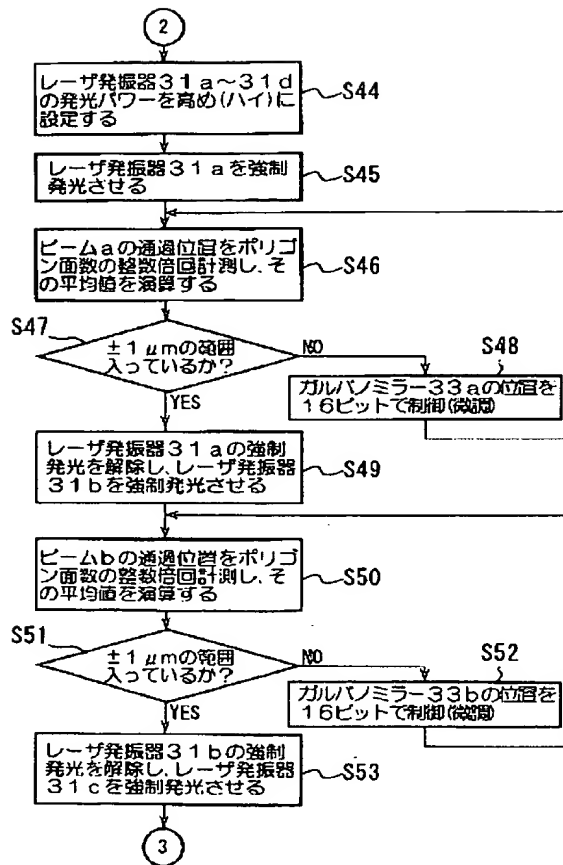 2
レーザ発振器31a〜31d
の発光パワーを高め(ハイ)に
設定する
S44
レーザ発振器31aを強制
発光させる
S45
ビームaの通過位置をポリゴ
ン面数の整数倍回計測し、そ
の平均値を演算する
S46
S47
±1μmの範囲
入っているか?
NO
YES
S48
ガルバノミラー33aの位置を
16ビットで制御(微調)
レーザ発振器31aの強制
発光を解除し、レーザ発振器
31bを強制発光させる
S49
ビームbの通過位置をポリゴ
ン面数の整数倍回計測し、そ
の平均値を演算する
S50
S51
±1μmの範囲
入っているか?
NO
YES
S52
ガルバノミラー33bの位置を
16ビットで制御(微調)
レーザ発振器31bの強制
発光を解除し、レーザ発振器
31cを強制発光させる
S53
3